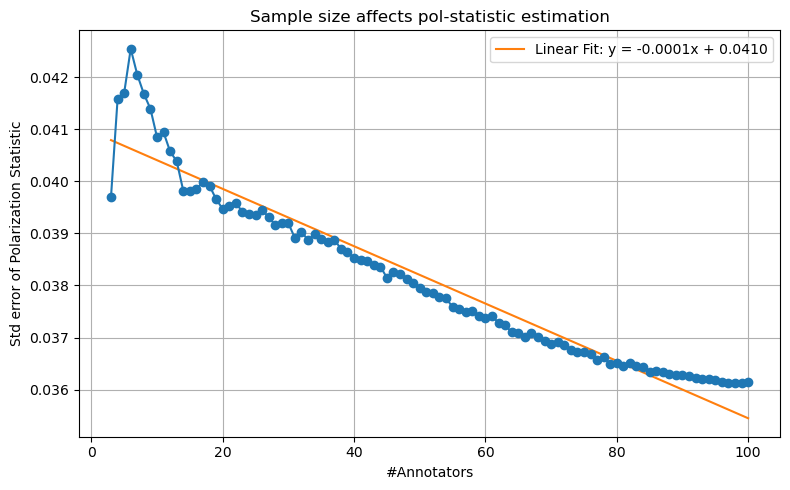 Sample size affects pol-statistic estimation
Linear Fit: y = -0.0001x + 0.0410
Std error of Polarization Statistic
0.042
0.041
0.040
0.039
0.038
0.037
0.036
0 20 40 60 80 100
#Annotators